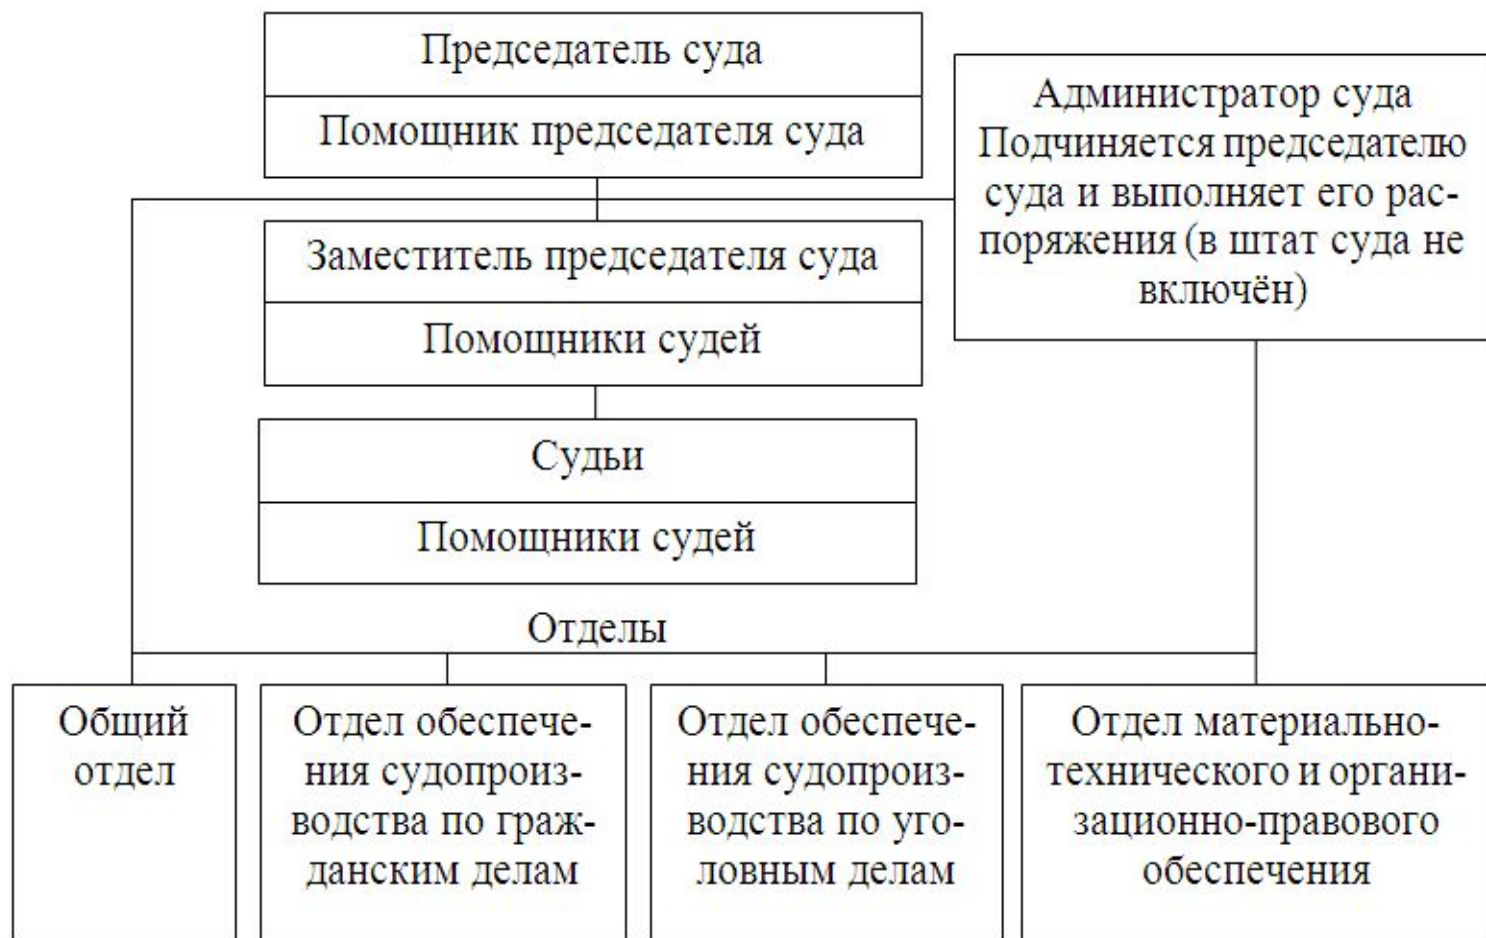 Председатель суда
Помощник председателя суда
Администратор суда
Подчиняется председателю
суда и выполняет его рас-
поряжения (в штат суда не
включён)
Заместитель председателя суда
Помощники судей
Судьи
Помощники судей
Отделы
Общий
отдел
Отдел обеспече-
ния судопроиз-
водства по граж-
данским делам
Отдел обеспече-
ния судопроиз-
водства по уго-
ловным делам
Отдел материально-
технического и органи-
зационно-правового
обеспечения